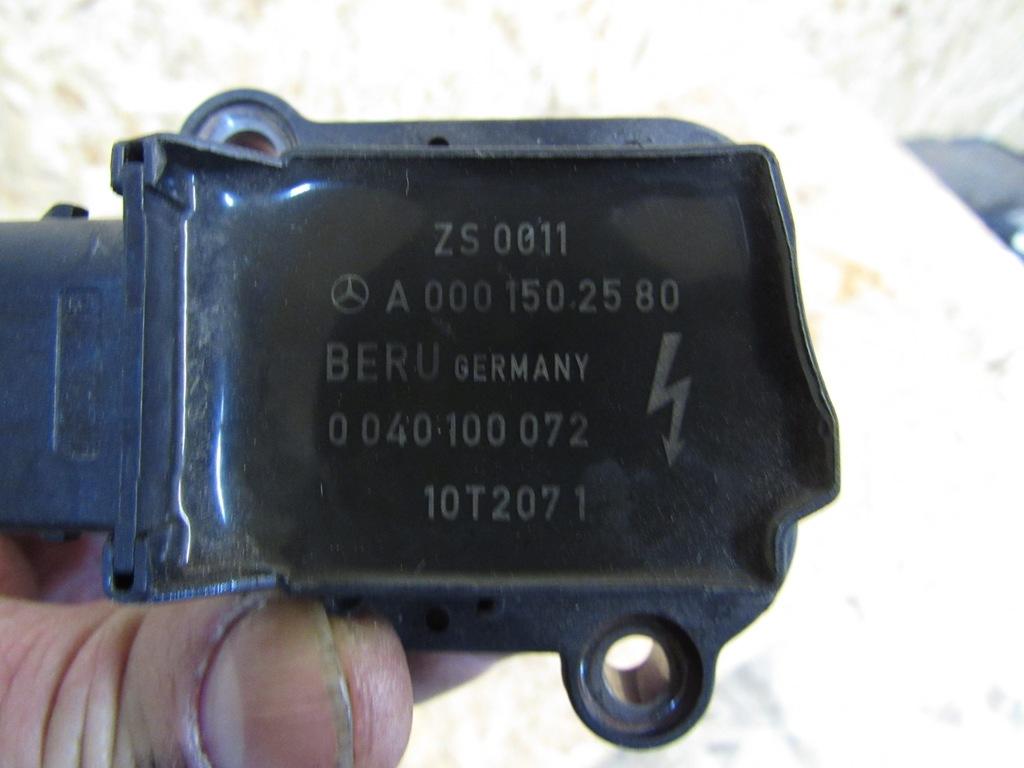 ZS 0011
A 000 150 25 80
BERU GERMANY
0 040 100 072
10T207 1